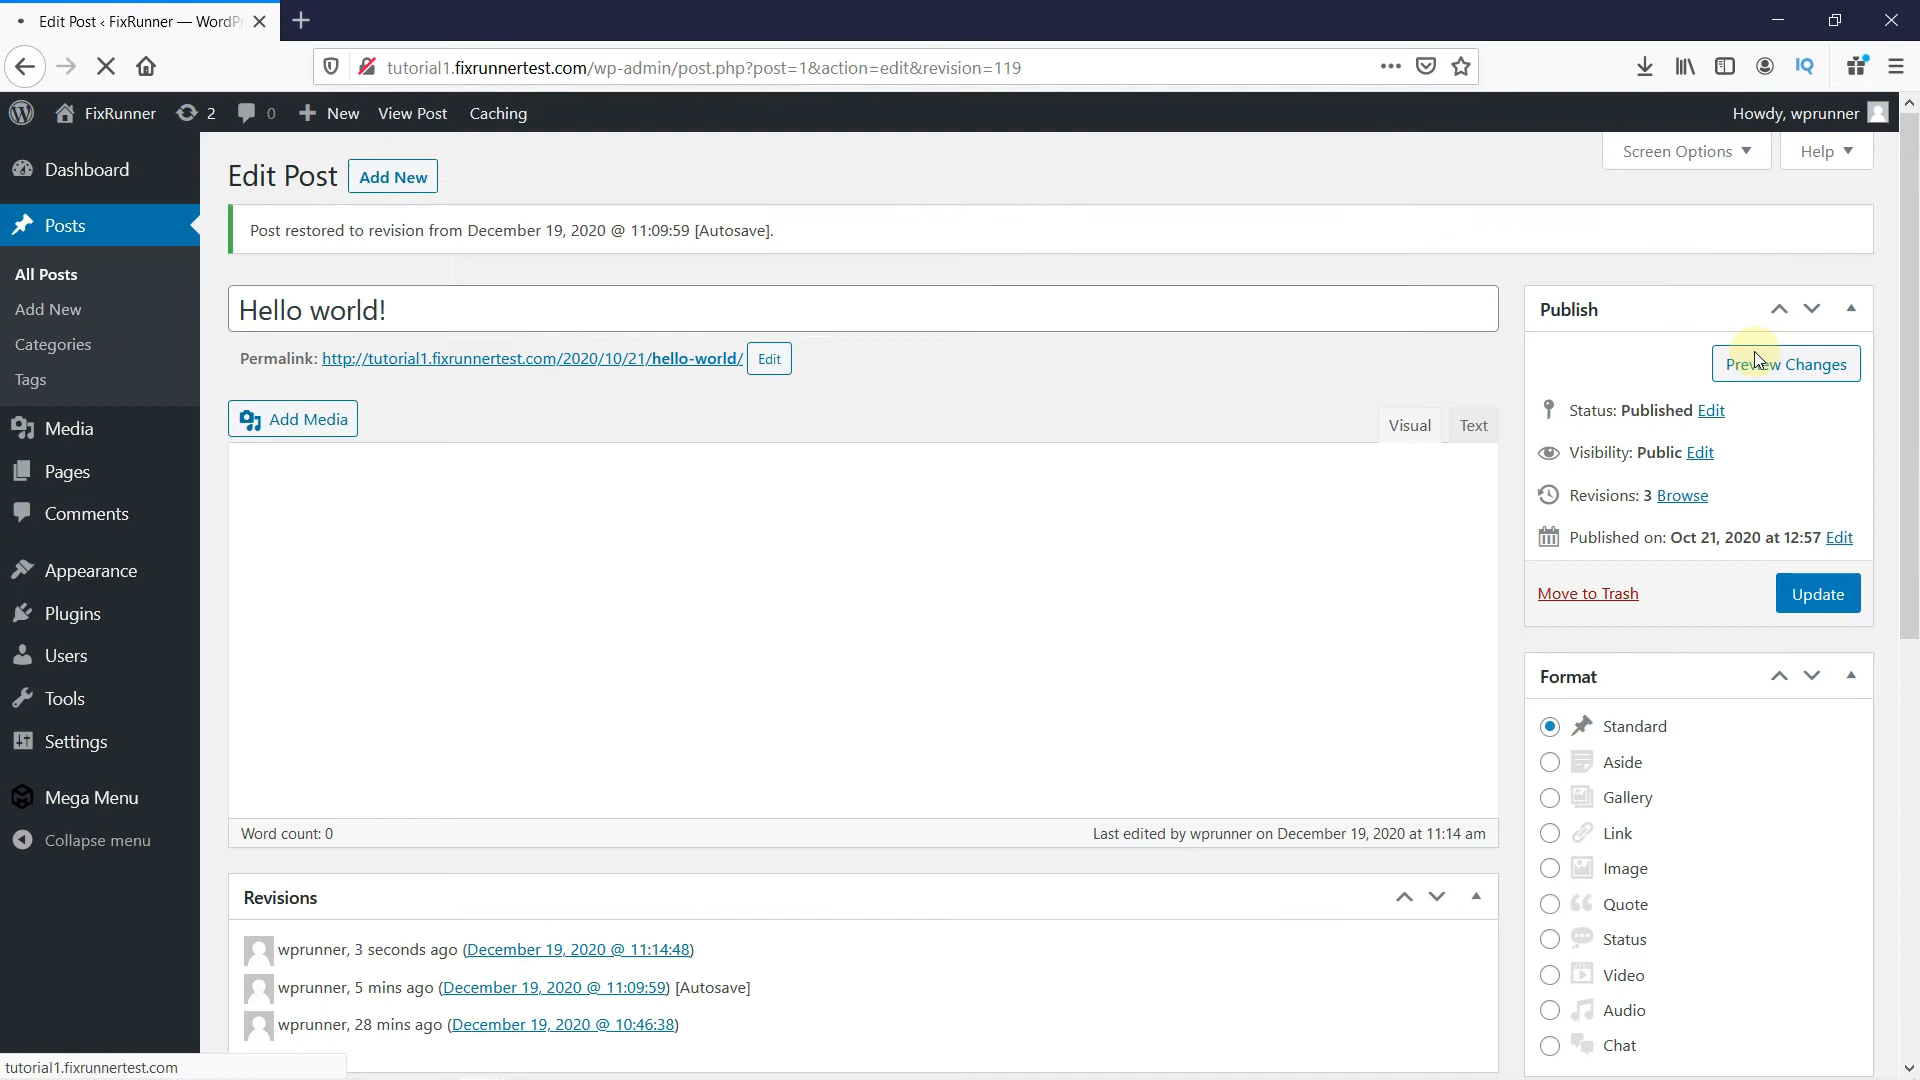 Edit Post ‹ FixRunner — WordP
tutorial1.fixrunnertest.com/wp-admin/post.php?post=1&action=edit&revision=119
IQ
FixRunner 2 0 New View Post Caching Howdy, wprunner
Screen Options Help
Dashboard
Posts
All Posts
Add New
Categories
Tags
Media
Pages
Comments
Appearance
Plugins
Users
Tools
Settings
Mega Menu
Collapse menu
Edit Post Add New
Post restored to revision from December 19, 2020 @ 11:09:59 [Autosave].
Hello world!
Permalink: http://tutorial1.fixrunnertest.com/2020/10/21/hello-world/ Edit
Add Media
Visual Text
Word count: 0
Last edited by wprunner on December 19, 2020 at 11:14 am
Revisions
wprunner, 3 seconds ago (December 19, 2020 @ 11:14:48)
wprunner, 5 mins ago (December 19, 2020 @ 11:09:59) [Autosave]
wprunner, 28 mins ago (December 19, 2020 @ 10:46:38)
Publish
Preview Changes
Status: Published Edit
Visibility: Public Edit
Revisions: 3 Browse
Published on: Oct 21, 2020 at 12:57 Edit
Move to Trash
Update
Format
Standard
Aside
Gallery
Link
Image
Quote
Status
Video
Audio
Chat
tutorial1.fixrunnertest.com